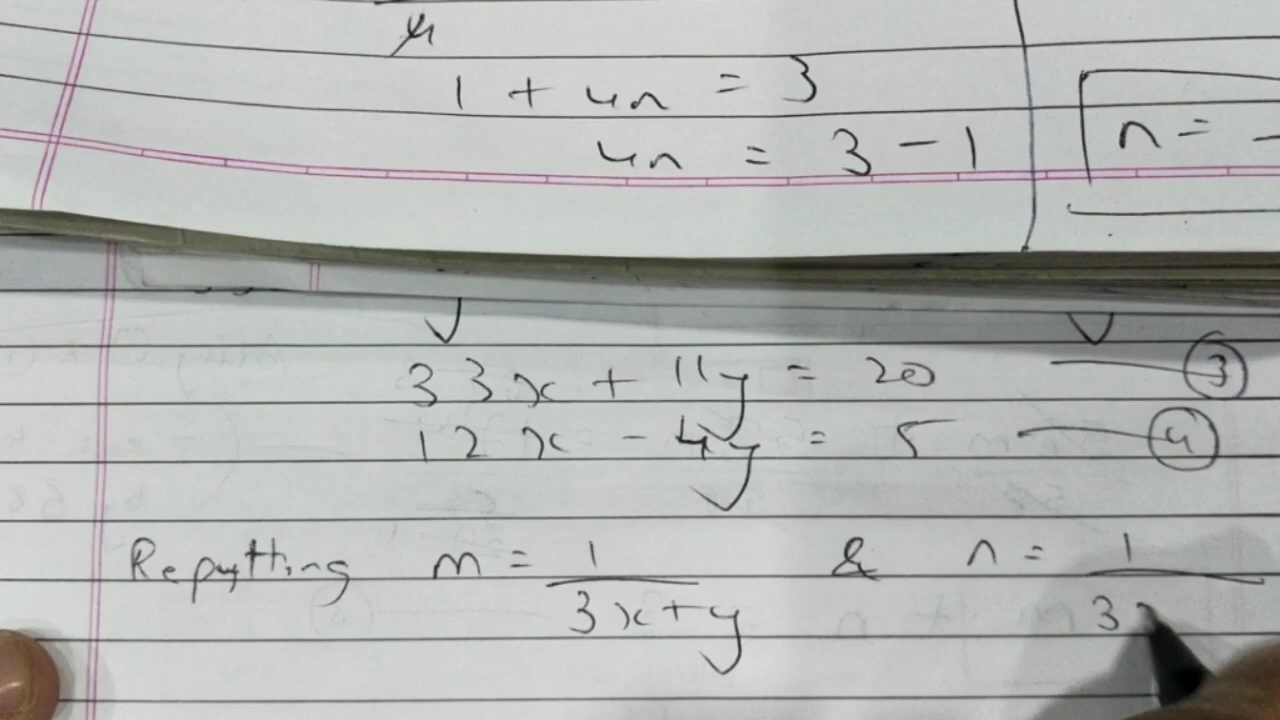 4
1 + 4n = 3
4n = 3 - 1
n = -
33x + 11y = 20 — 3
12x - 4y = 5 — 4
Reputting m = 1/3x+y & n = 1/3